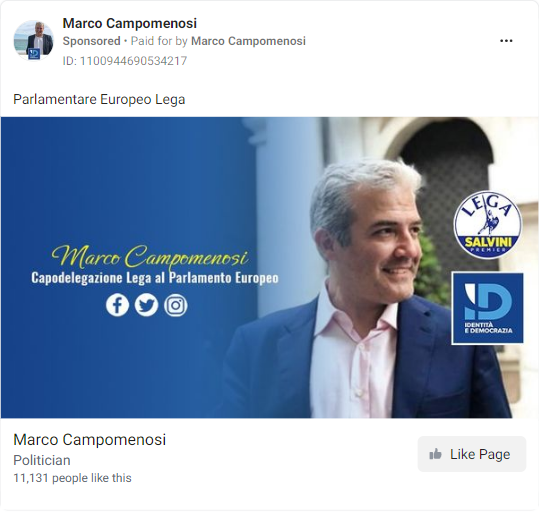 Marco Campomenosi
Sponsored • Paid for by Marco Campomenosi
ID: 1100944690534217
Parlamentare Europeo Lega
Marco Campomenosi
Capodelegazione Lega al Parlamento Europeo
LEGA
SALVINI
PREMIER
ID
IDENTITÀ
E DEMOCRAZIA
Marco Campomenosi
Politician
11,131 people like this
Like Page